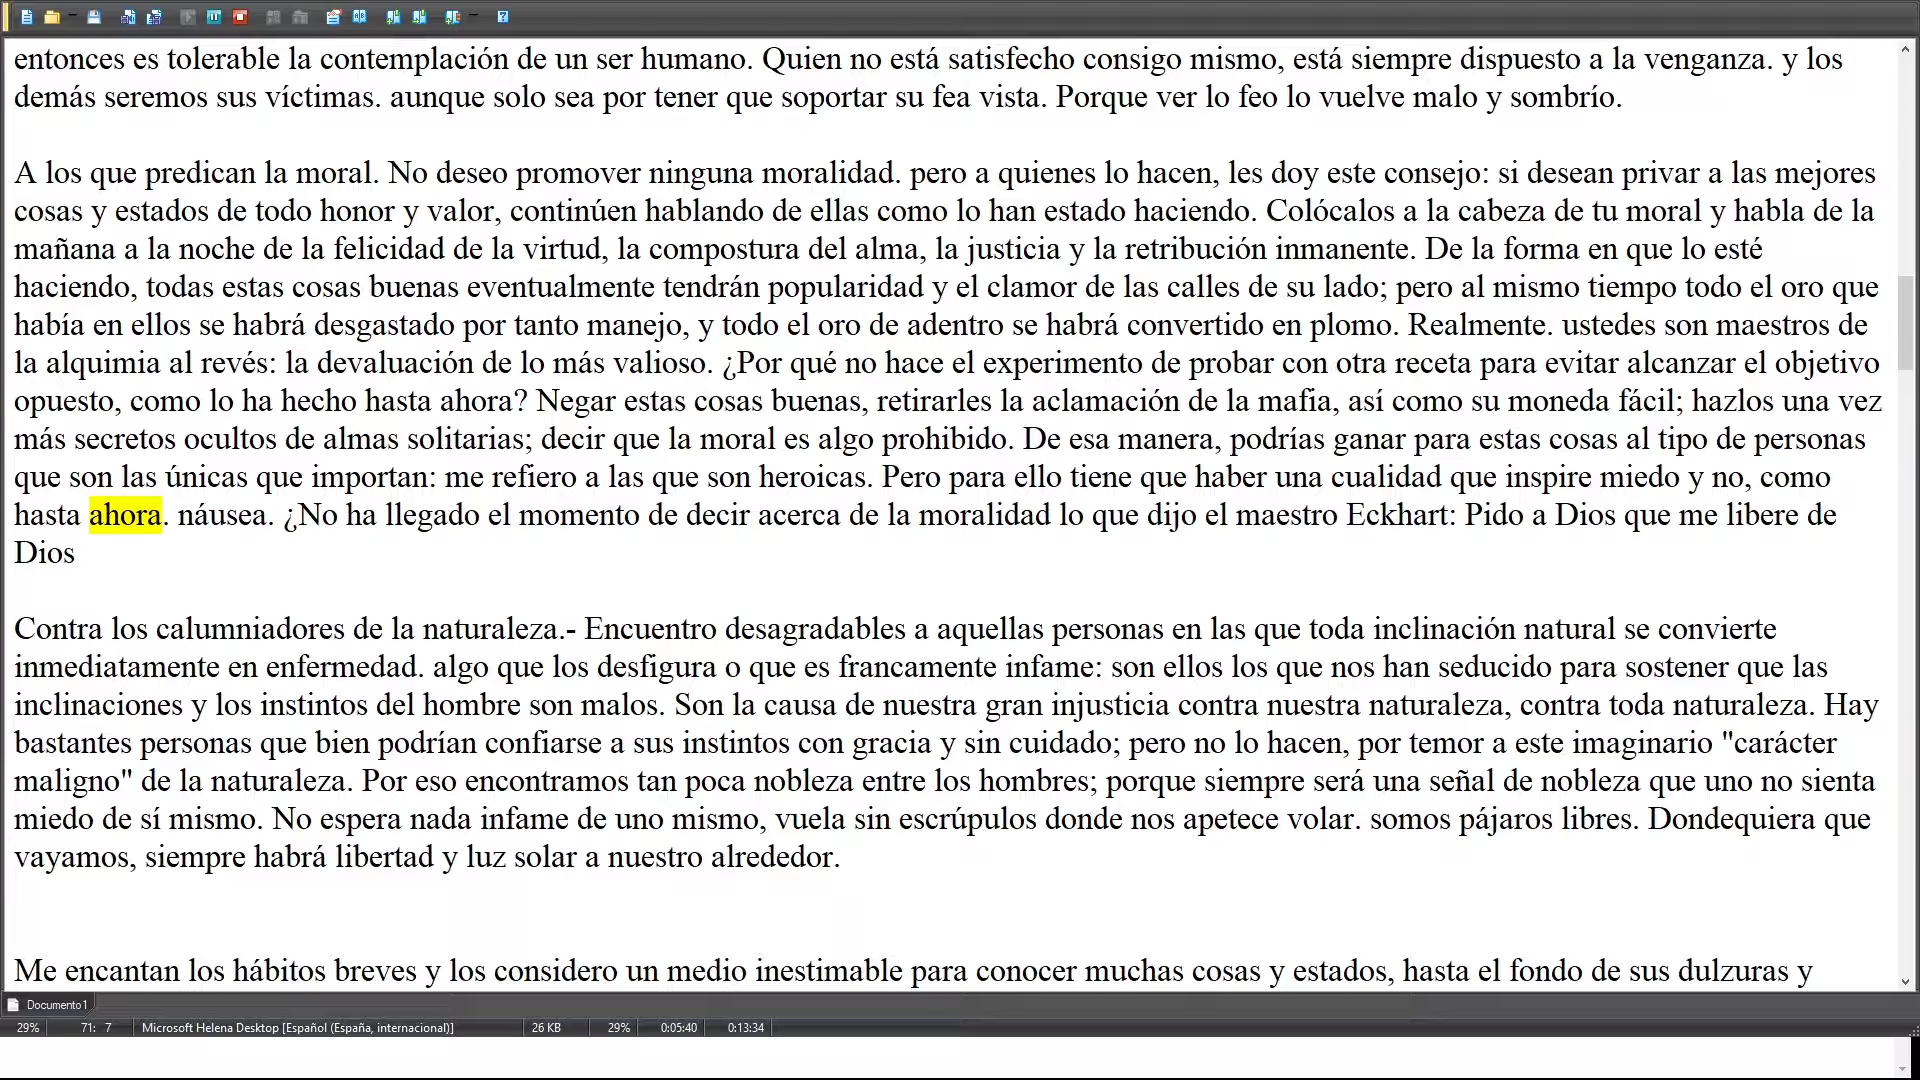 entonces es tolerable la contemplación de un ser humano. Quien no está satisfecho consigo mismo, está siempre dispuesto a la venganza. y los
demás seremos sus víctimas. aunque solo sea por tener que soportar su fea vista. Porque ver lo feo lo vuelve malo y sombrío.
A los que predican la moral. No deseo promover ninguna moralidad. pero a quienes lo hacen, les doy este consejo: si desean privar a las mejores
cosas y estados de todo honor y valor, continúen hablando de ellas como lo han estado haciendo. Colócalos a la cabeza de tu moral y habla de la
mañana a la noche de la felicidad de la virtud, la compostura del alma, la justicia y la retribución inmanente. De la forma en que lo esté
haciendo, todas estas cosas buenas eventualmente tendrán popularidad y el clamor de las calles de su lado; pero al mismo tiempo todo el oro que
había en ellos se habrá desgastado por tanto manejo, y todo el oro de adentro se habrá convertido en plomo. Realmente. ustedes son maestros de
la alquimia al revés: la devaluación de lo más valioso. ¿Por qué no hace el experimento de probar con otra receta para evitar alcanzar el objetivo
opuesto, como lo ha hecho hasta ahora? Negar estas cosas buenas, retirarles la aclamación de la mafia, así como su moneda fácil; hazlos una vez
más secretos ocultos de almas solitarias; decir que la moral es algo prohibido. De esa manera, podrías ganar para estas cosas al tipo de personas
que son las únicas que importan: me refiero a las que son heroicas. Pero para ello tiene que haber una cualidad que inspire miedo y no, como
hasta ahora. náusea. ¿No ha llegado el momento de decir acerca de la moralidad lo que dijo el maestro Eckhart: Pido a Dios que me libere de
Dios
Contra los calumniadores de la naturaleza.- Encuentro desagradables a aquellas personas en las que toda inclinación natural se convierte
inmediatamente en enfermedad. algo que los desfigura o que es francamente infame: son ellos los que nos han seducido para sostener que las
inclinaciones y los instintos del hombre son malos. Son la causa de nuestra gran injusticia contra nuestra naturaleza, contra toda naturaleza. Hay
bastantes personas que bien podrían confiarse a sus instintos con gracia y sin cuidado; pero no lo hacen, por temor a este imaginario "carácter
maligno" de la naturaleza. Por eso encontramos tan poca nobleza entre los hombres; porque siempre será una señal de nobleza que uno no sienta
miedo de sí mismo. No espera nada infame de uno mismo, vuela sin escrúpulos donde nos apetece volar. somos pájaros libres. Dondequiera que
vayamos, siempre habrá libertad y luz solar a nuestro alrededor.
Me encantan los hábitos breves y los considero un medio inestimable para conocer muchas cosas y estados, hasta el fondo de sus dulzuras y
Documento1
29% 71: 7 Microsoft Helena Desktop [Español (España, internacional)] 26 KB 29% 0:05:40 0:13:34